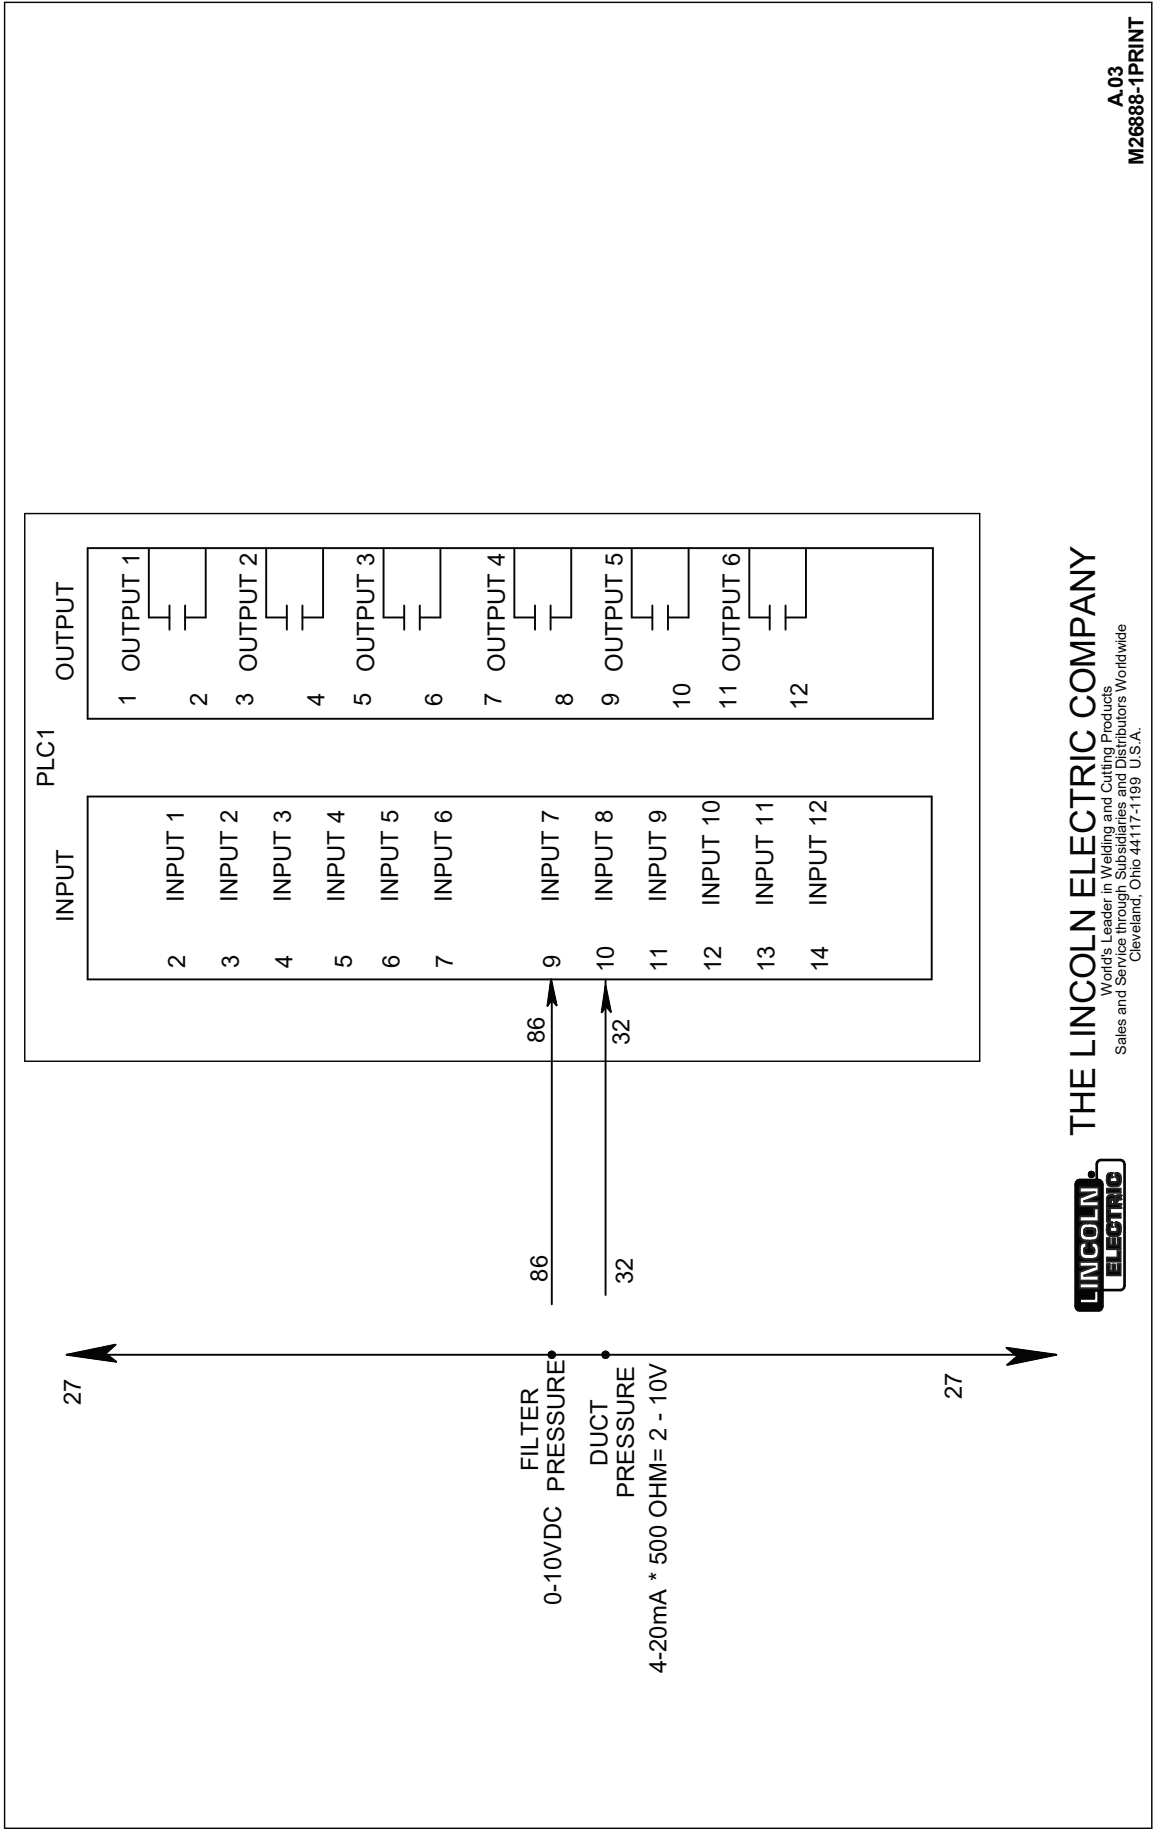 27
27
FILTER
0-10VDC PRESSURE
DUCT
PRESSURE
4-20mA * 500 OHM= 2 - 10V
86
32
86
32
PLC1
INPUT
2 INPUT 1
3 INPUT 2
4 INPUT 3
5 INPUT 4
6 INPUT 5
7 INPUT 6
9 INPUT 7
10 INPUT 8
11 INPUT 9
12 INPUT 10
13 INPUT 11
14 INPUT 12
OUTPUT
1 OUTPUT 1
2
3 OUTPUT 2
4
5 OUTPUT 3
6
7 OUTPUT 4
8
9 OUTPUT 5
10
11 OUTPUT 6
12
LINCOLN
ELECTRIC
THE LINCOLN ELECTRIC COMPANY
World's Leader in Welding and Cutting Products
Sales and Service through Subsidiaries and Distributors Worldwide
Cleveland, Ohio 44117-1199 U.S.A.
A.03
M26888-1PRINT